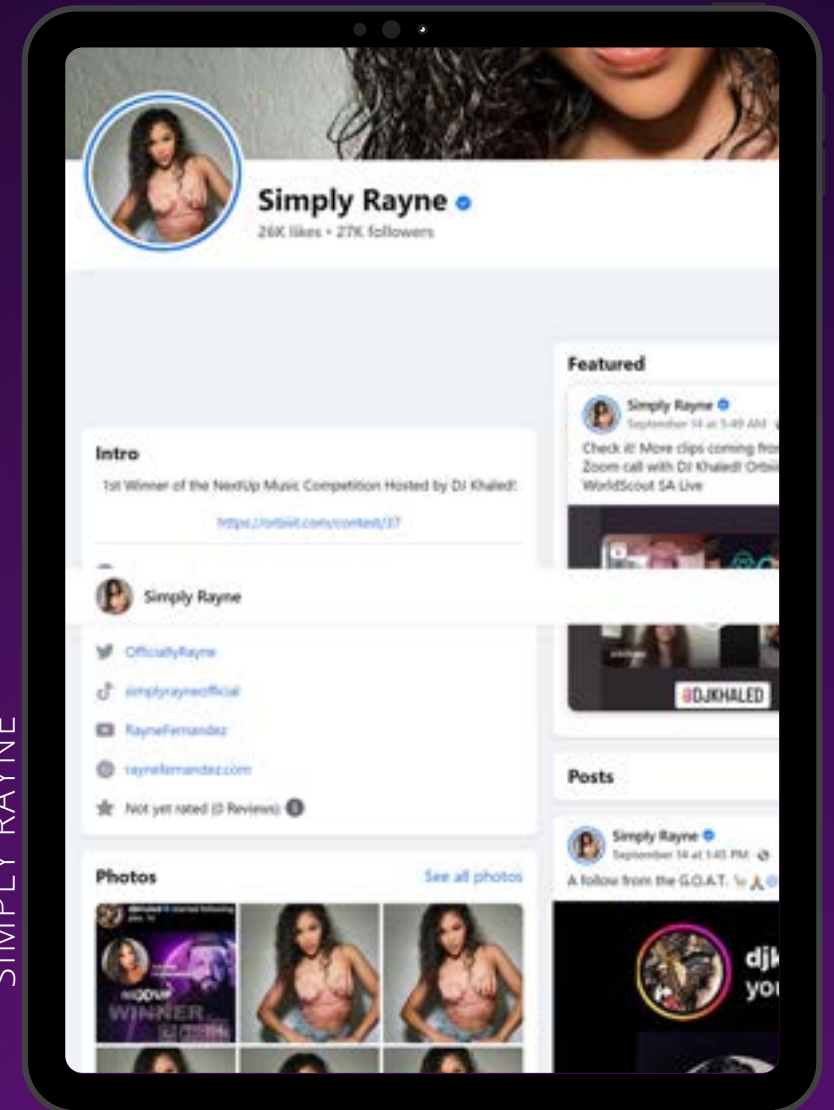 SIMPLY RAYNE
Simply Rayne
26K likes • 27K followers
Intro
1st Winner of the NextUp Music Competition Hosted by DJ Khaled!
https://orbiiit.com/contest/37
Simply Rayne
OfficiallyRayne
simplyrayneofficial
RayneFernandez
raynefernandez.com
Not yet rated (0 Reviews)
Photos
See all photos
WINNER
Featured
Simply Rayne
September 14 at 5:49 AM
Check it! More clips coming from
Zoom call with DJ Khaled!
WorldScout SA Live
@DJKHALED
Posts
Simply Rayne
September 14 at 1:45 PM
A follow from the G.O.A.T.
djk
you